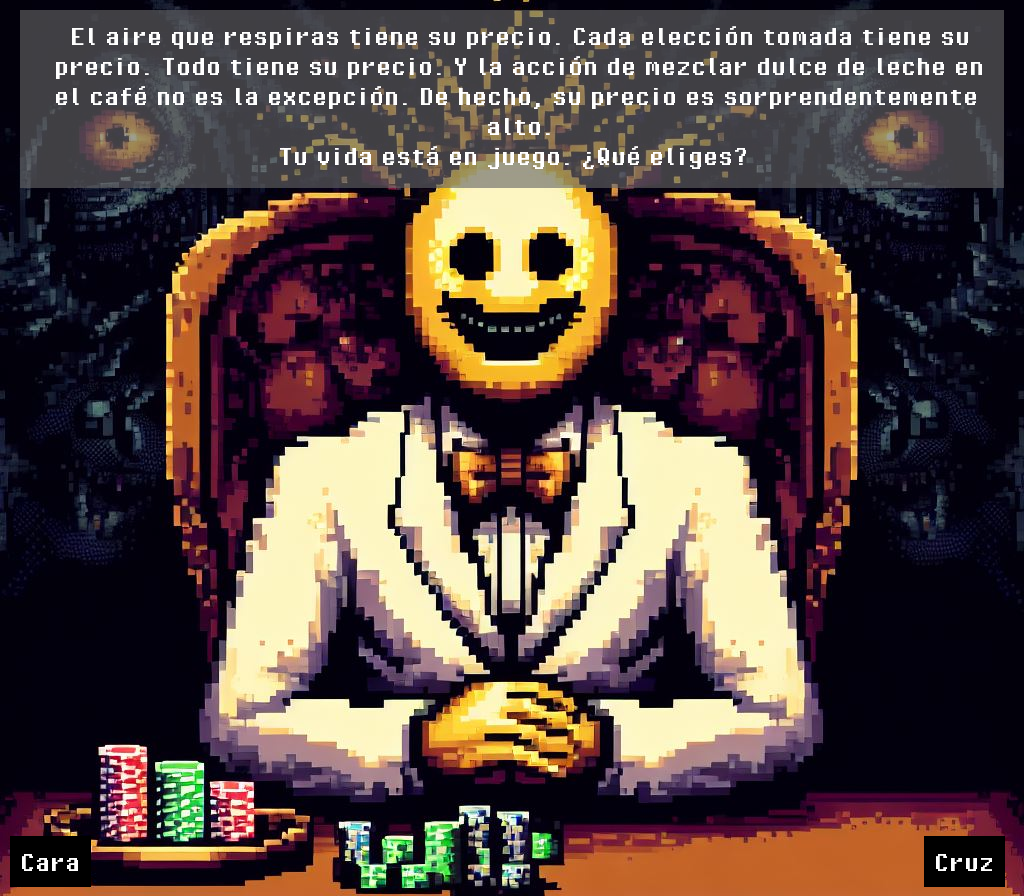 El aire que respiras tiene su precio. Cada elección tomada tiene su
precio. Todo tiene su precio. Y la acción de mezclar dulce de leche en
el café no es la excepción. De hecho, su precio es sorprendentemente
alto.
Tu vida está en juego. ¿Qué eliges?
Cara
Cruz